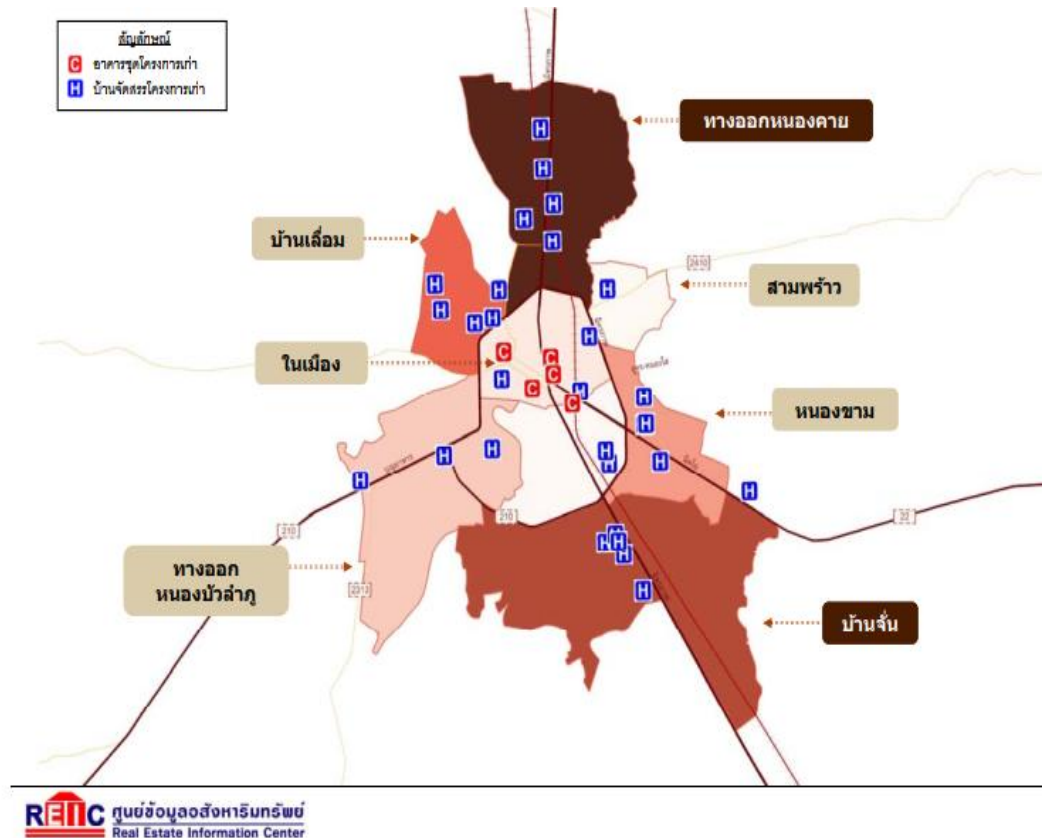 สัญลักษณ์
C อาคารชุดโครงการเก่า
H บ้านจัดสรรโครงการเก่า
ทางออกหนองคาย
บ้านเลื่อม
2410
สามพร้าว
ในเมือง
หนองขาม
210
210
22
ทางออก
หนองบัวลำภู
2313
บ้านจั่น
REIC ศูนย์ข้อมูลอสังหาริมทรัพย์
Real Estate Information Center